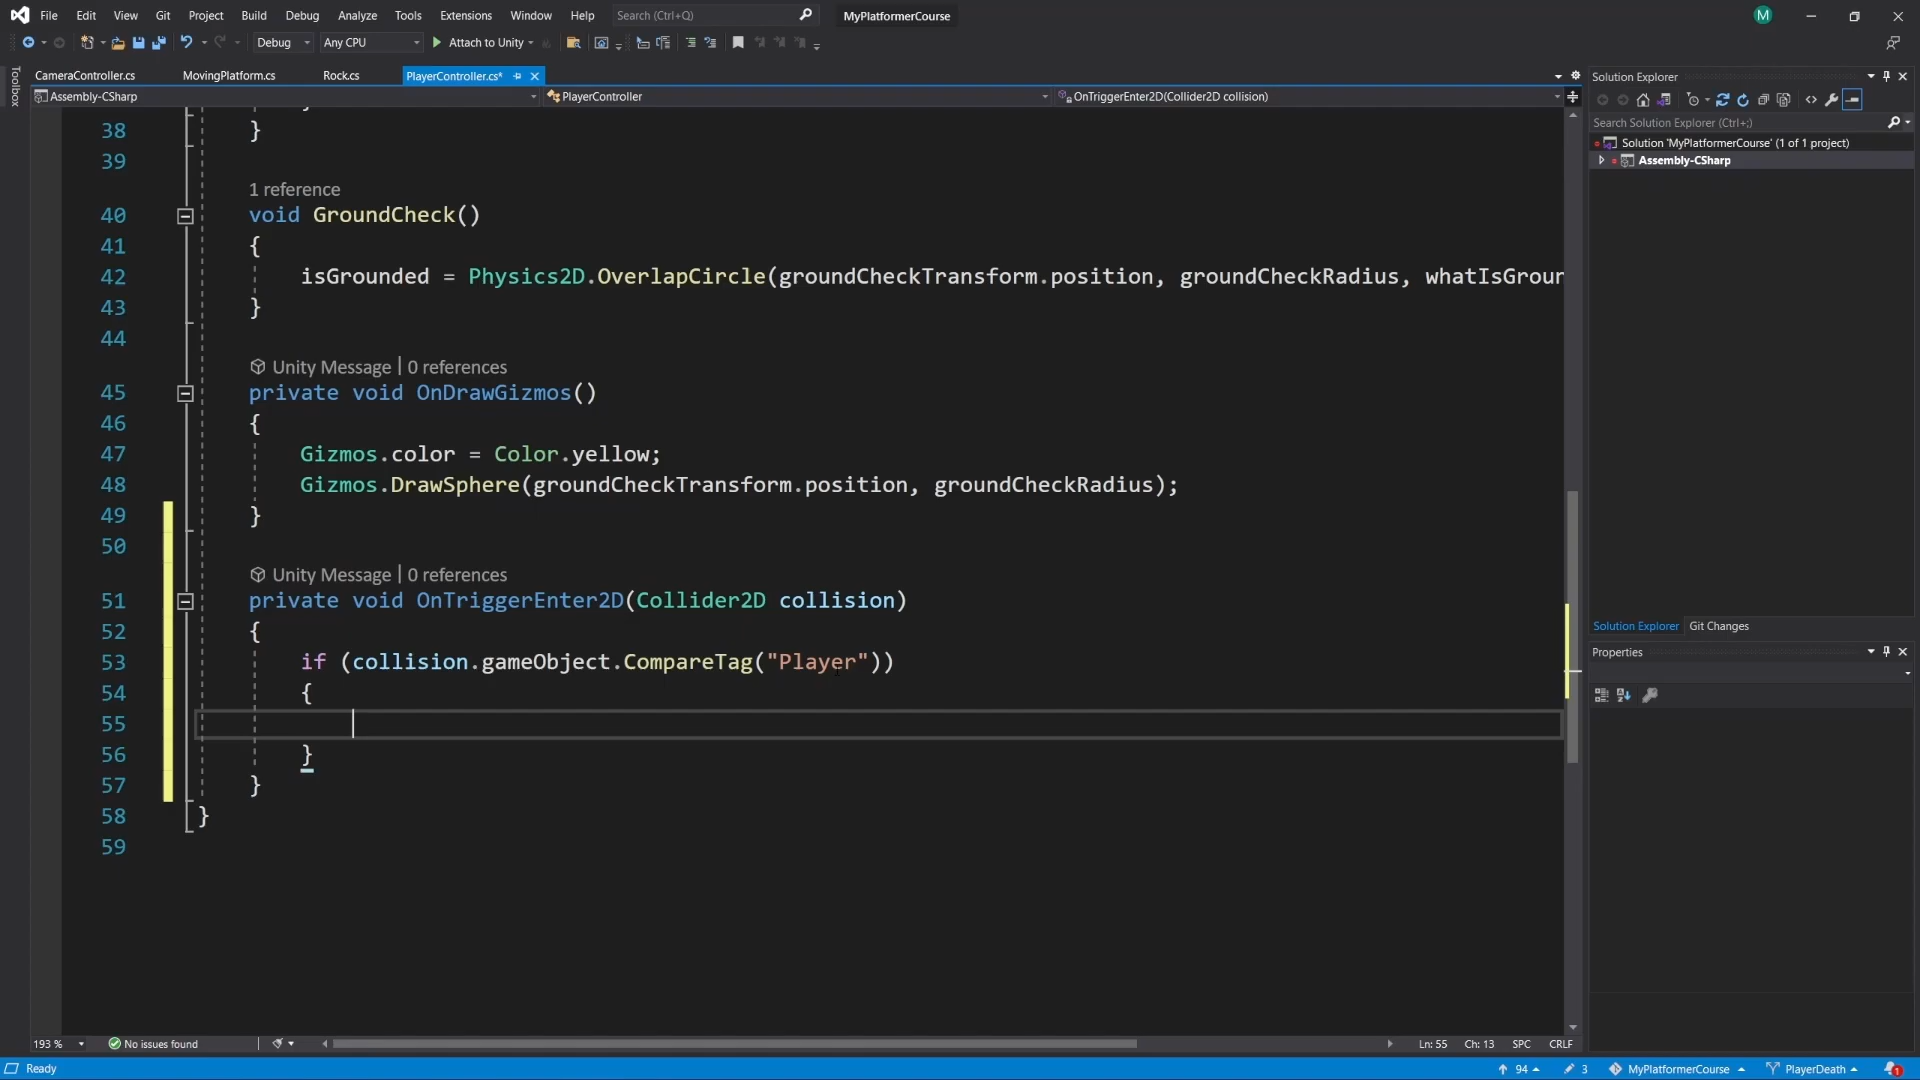 File Edit View Git Project Build Debug Analyze Tools Extensions Window Help Search (Ctrl+Q) MyPlatformerCourse M
Debug Any CPU Attach to Unity
Toolbox
CameraController.cs MovingPlatform.cs Rock.cs PlayerController.cs*
Assembly-CSharp PlayerController OnTriggerEnter2D(Collider2D collision)
38 }
39
1 reference
40 void GroundCheck()
41 {
42 isGrounded = Physics2D.OverlapCircle(groundCheckTransform.position, groundCheckRadius, whatIsGroun
43 }
44
Unity Message | 0 references
45 private void OnDrawGizmos()
46 {
47 Gizmos.color = Color.yellow;
48 Gizmos.DrawSphere(groundCheckTransform.position, groundCheckRadius);
49 }
50
Unity Message | 0 references
51 private void OnTriggerEnter2D(Collider2D collision)
52 {
53 if (collision.gameObject.CompareTag("Player"))
54 {
55
56 }
57 }
58 }
59
193 % No issues found Ln: 55 Ch: 13 SPC CRLF
Solution Explorer
Search Solution Explorer (Ctrl+;)
Solution 'MyPlatformerCourse' (1 of 1 project)
Assembly-CSharp
Solution Explorer Git Changes
Properties
Ready 94 3 MyPlatformerCourse PlayerDeath 1